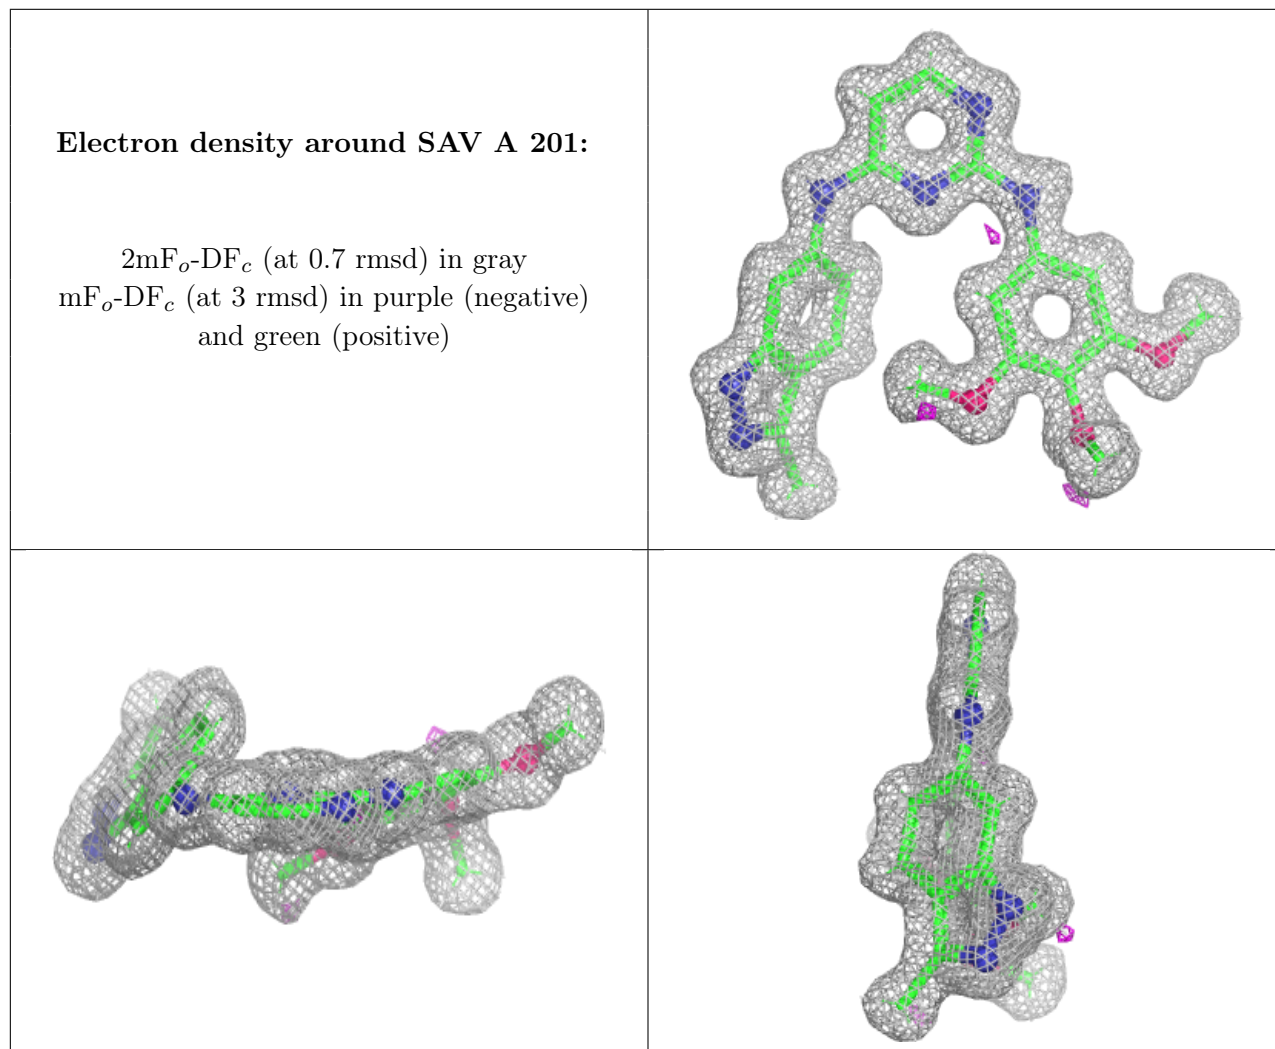 Electron density around SAV A 201:
2mFo-DFc (at 0.7 rmsd) in gray
mFo-DFc (at 3 rmsd) in purple (negative)
and green (positive)